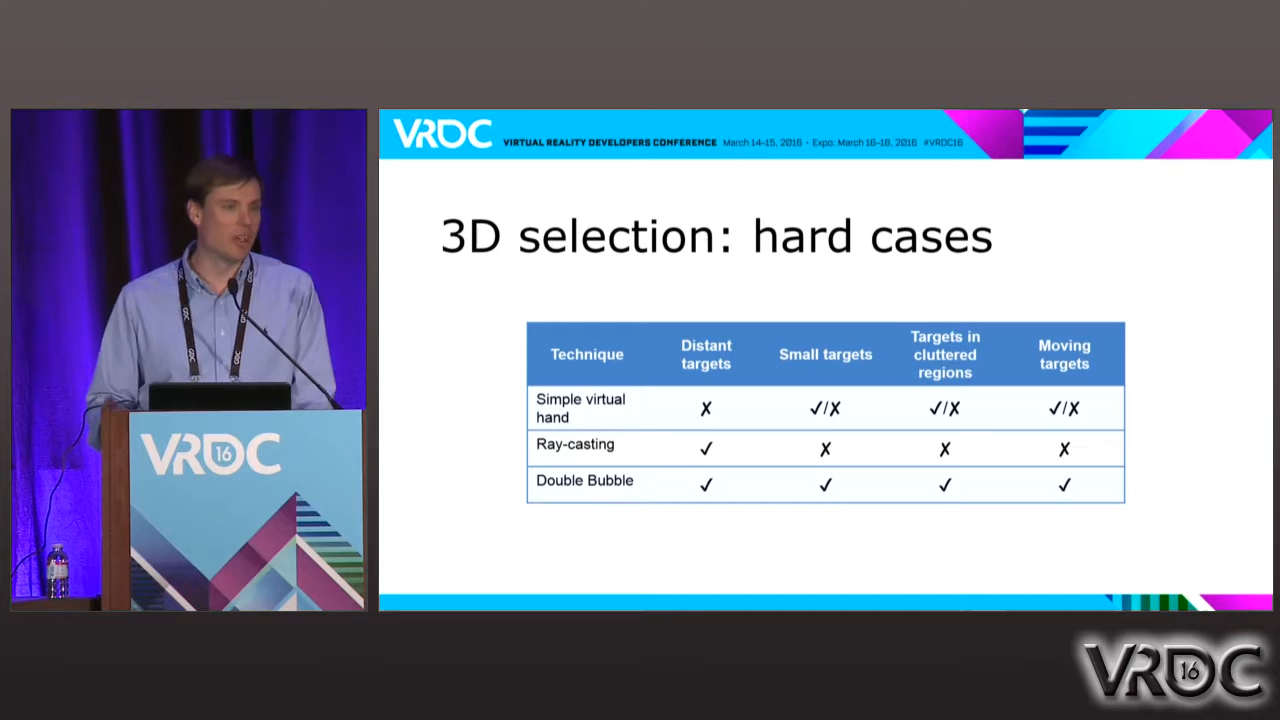 VRDC VIRTUAL REALITY DEVELOPERS CONFERENCE March 14-15, 2016 · Expo: March 16-18, 2016 #VRDC16
3D selection: hard cases
Technique Distant targets Small targets Targets in cluttered regions Moving targets
Simple virtual hand ✗ ✓/✗ ✓/✗ ✓/✗
Ray-casting ✓ ✗ ✗ ✗
Double Bubble ✓ ✓ ✓ ✓
VRDC 16
VRDC 16